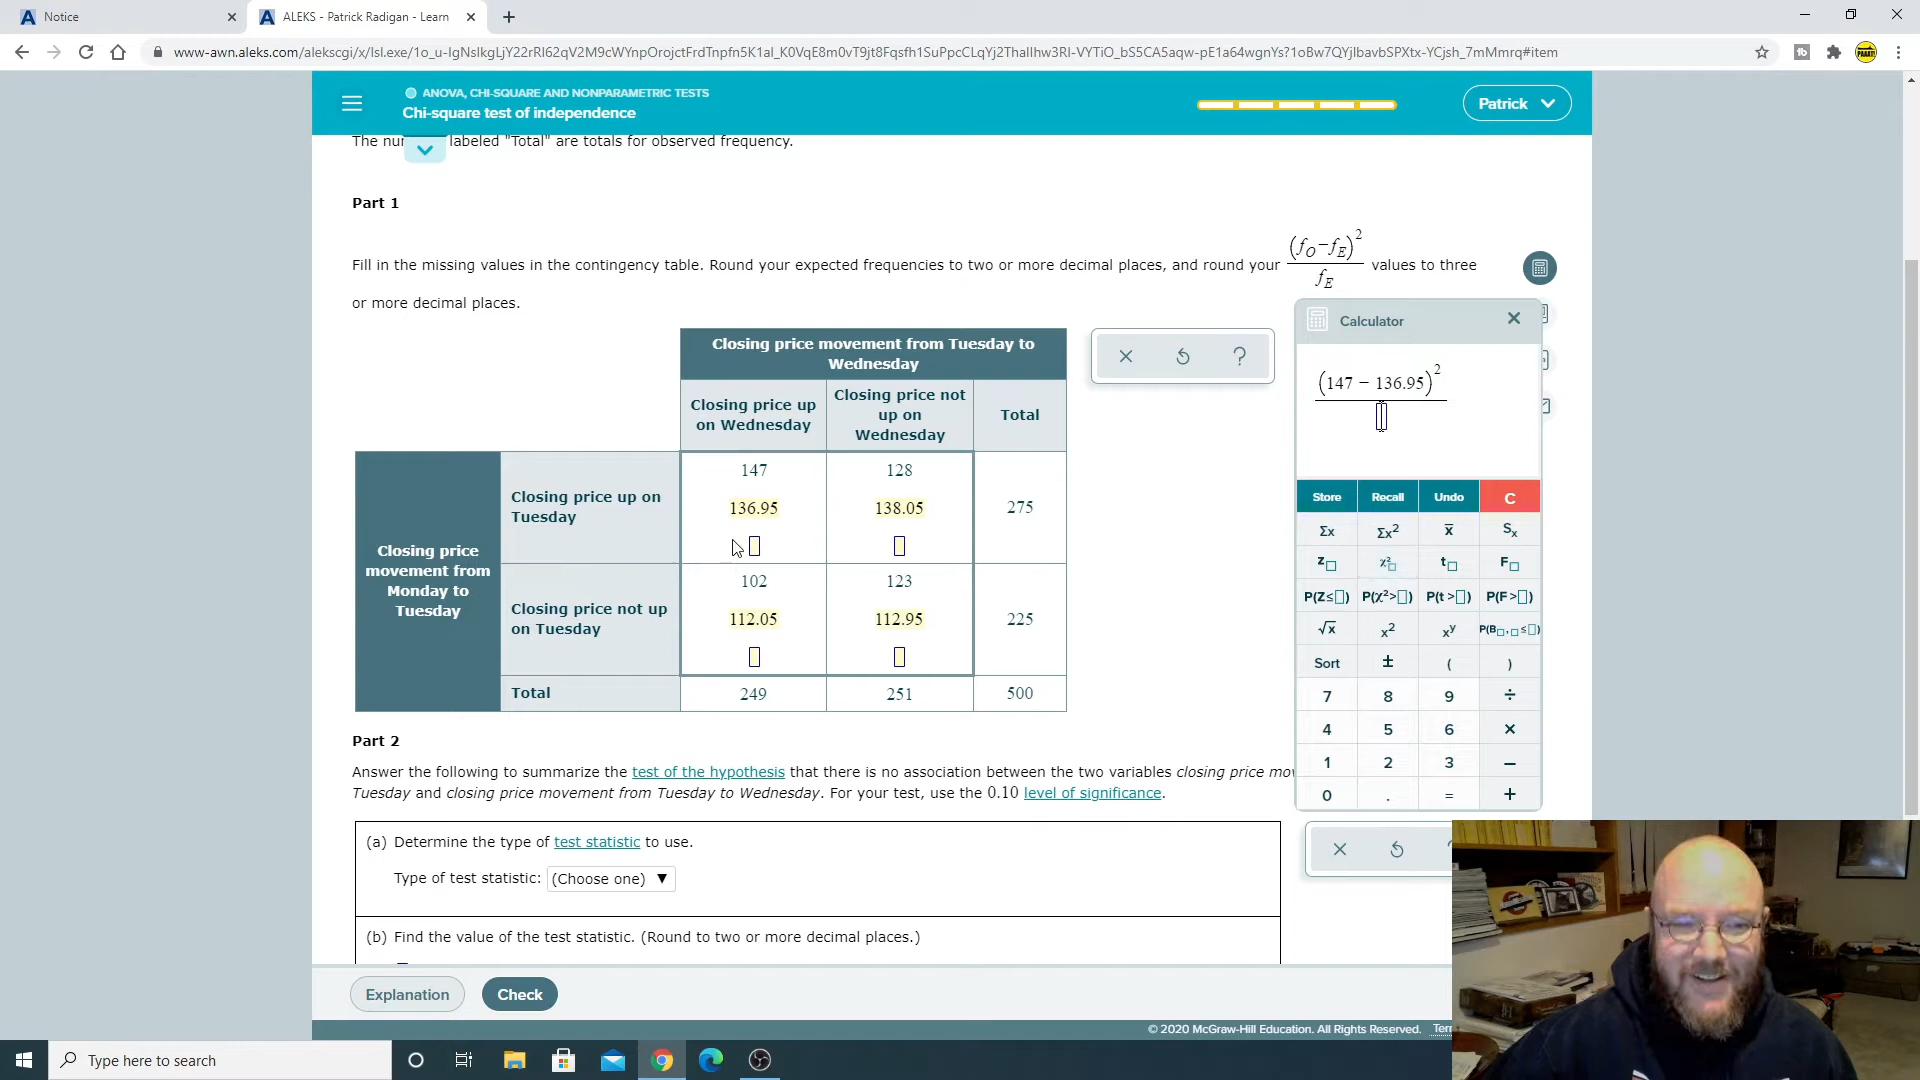 Notice
ALEKS - Patrick Radigan - Learn
www-awn.aleks.com/alekscgi/x/Isl.exe/1o_u-IgNslkgLjY22rRI62qV2M9cWYnpOrojctFrdTnpfn5K1al_K0VqE8m0vT9jt8Fqsfh1SuPpcCLqYj2ThalIhw3RI-VYTiO_bS5CA5aqw-pE1a64wgnYs?1oBw7QYjlbavbSPXtx-YCjsh_7mMmrq#item
ANOVA, CHI-SQUARE AND NONPARAMETRIC TESTS
Chi-square test of independence
Patrick
labeled "Total" are totals for observed frequency.
Part 1
Fill in the missing values in the contingency table. Round your expected frequencies to two or more decimal places, and round your (fO−fE)²/fE values to three
or more decimal places.
Calculator
(147 − 136.95)²
Closing price movement from Tuesday to
Wednesday
Closing price up
on Wednesday
Closing price not
up on
Wednesday
Total
Closing price
movement from
Monday to
Tuesday
Closing price up on
Tuesday
147
136.95
128
138.05
275
Closing price not up
on Tuesday
102
112.05
123
112.95
225
Total 249 251 500
Store Recall Undo C
Σx Σx² x̄ Sx
z□ χ²□ t□ F□
P(Z≤□) P(χ²>□) P(t >□) P(F>□)
√x x² xʸ P(B□,□≤□)
Sort ± ( )
7 8 9 ÷
4 5 6 ×
1 2 3 −
0 . = +
Part 2
Answer the following to summarize the test of the hypothesis that there is no association between the two variables closing price
Tuesday and closing price movement from Tuesday to Wednesday. For your test, use the 0.10 level of significance.
(a) Determine the type of test statistic to use.
Type of test statistic: (Choose one) ▼
(b) Find the value of the test statistic. (Round to two or more decimal places.)
Explanation
Check
© 2020 McGraw-Hill Education. All Rights Reserved.
Type here to search